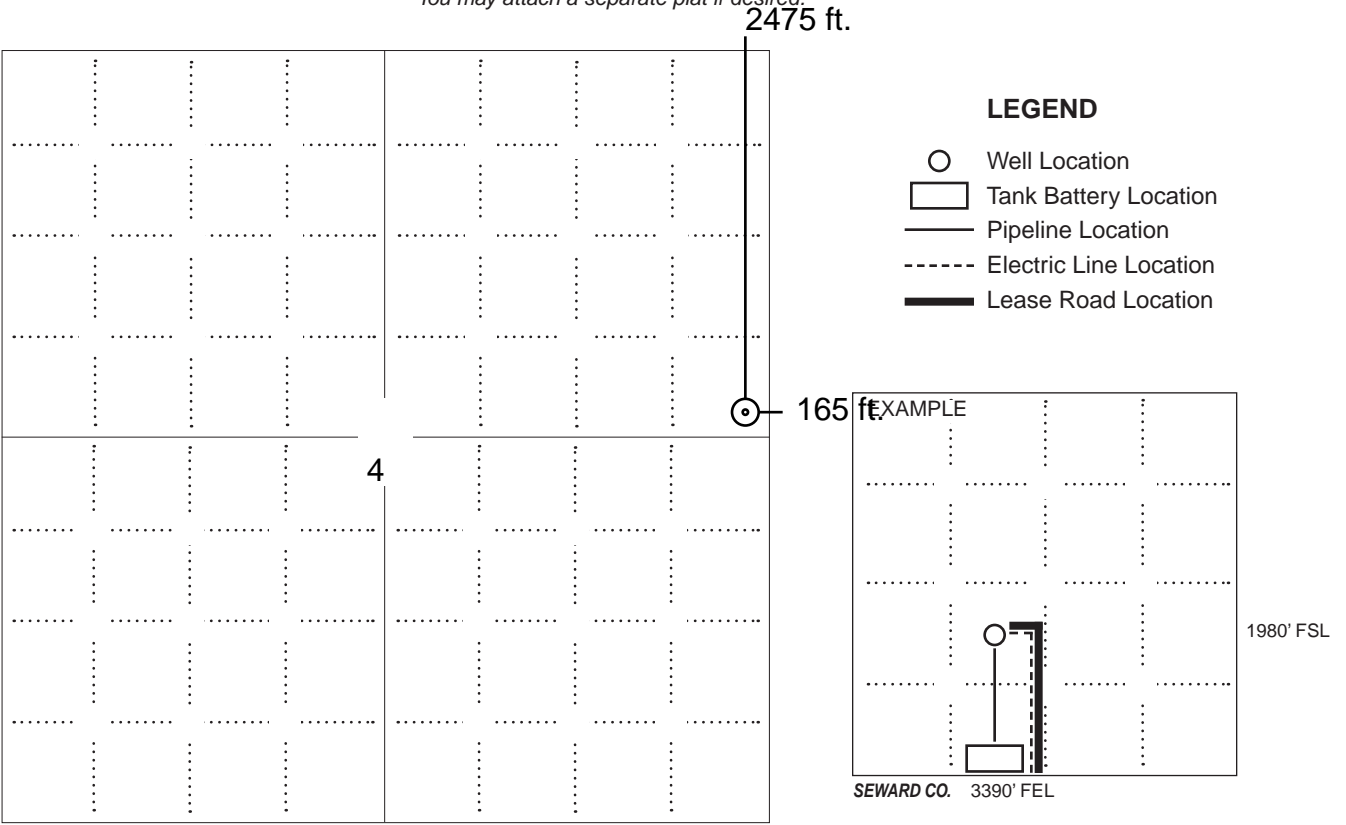 You may attach a separate plat if desired.
2475 ft.
LEGEND
Well Location
Tank Battery Location
Pipeline Location
Electric Line Location
Lease Road Location
165 ft.
EXAMPLE
4
1980' FSL
SEWARD CO. 3390' FEL